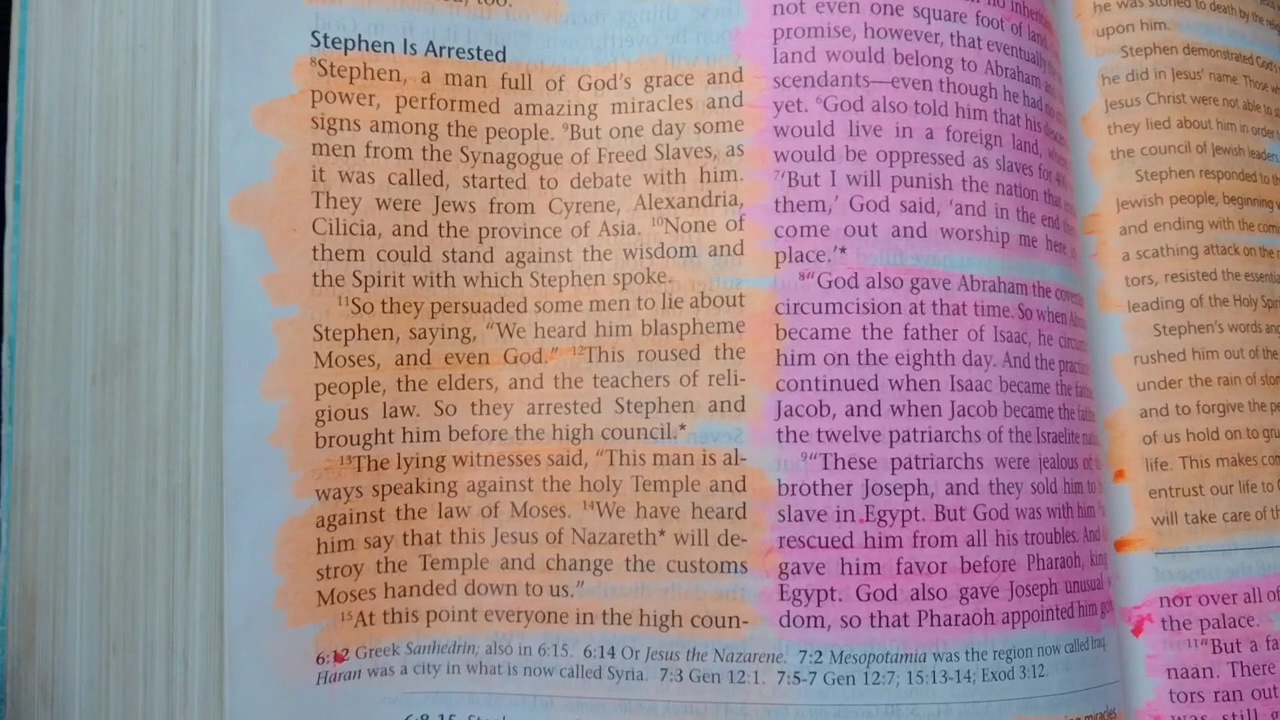 too.
Stephen Is Arrested
8Stephen, a man full of God's grace and
power, performed amazing miracles and
signs among the people. 9But one day some
men from the Synagogue of Freed Slaves, as
it was called, started to debate with him.
They were Jews from Cyrene, Alexandria,
Cilicia, and the province of Asia. 10None of
them could stand against the wisdom and
the Spirit with which Stephen spoke.
11So they persuaded some men to lie about
Stephen, saying, "We heard him blaspheme
Moses, and even God." 12This roused the
people, the elders, and the teachers of reli-
gious law. So they arrested Stephen and
brought him before the high council.*
13The lying witnesses said, "This man is al-
ways speaking against the holy Temple and
against the law of Moses. 14We have heard
him say that this Jesus of Nazareth* will de-
stroy the Temple and change the customs
Moses handed down to us."
15At this point everyone in the high coun-
not even one square foot of land
promise, however, that eventually
land would belong to Abraham
scendants—even though he had
yet. 6God also told him that his
would live in a foreign land,
would be oppressed as slaves for
7'But I will punish the nation that
them,' God said, 'and in the end
come out and worship me here
place.'*
8"God also gave Abraham the
circumcision at that time. So when
became the father of Isaac, he
him on the eighth day. And the
continued when Isaac became the
Jacob, and when Jacob became the
the twelve patriarchs of the Israelite
9"These patriarchs were jealous of
brother Joseph, and they sold him to
slave in Egypt. But God was with him
rescued him from all his troubles. And
gave him favor before Pharaoh, king
Egypt. God also gave Joseph unusual
dom, so that Pharaoh appointed him
6:12 Greek Sanhedrin; also in 6:15. 6:14 Or Jesus the Nazarene. 7:2 Mesopotamia was the region now called Iraq.
Haran was a city in what is now called Syria. 7:3 Gen 12:1. 7:5-7 Gen 12:7; 15:13-14; Exod 3:12.
he was stoned to death by the
upon him.
Stephen demonstrated God's
he did in Jesus' name. Those
Jesus Christ were not able to
they lied about him in order
the council of Jewish leaders
Stephen responded to
Jewish people, beginning
and ending with the
a scathing attack on the
tors, resisted the
leading of the Holy
Stephen's words and
rushed him out of the
under the rain of
and to forgive the
of us hold on to
life. This makes
entrust our life to
will take care of
nor over all of
the palace.
11"But a
naan. There
tors ran out
was still